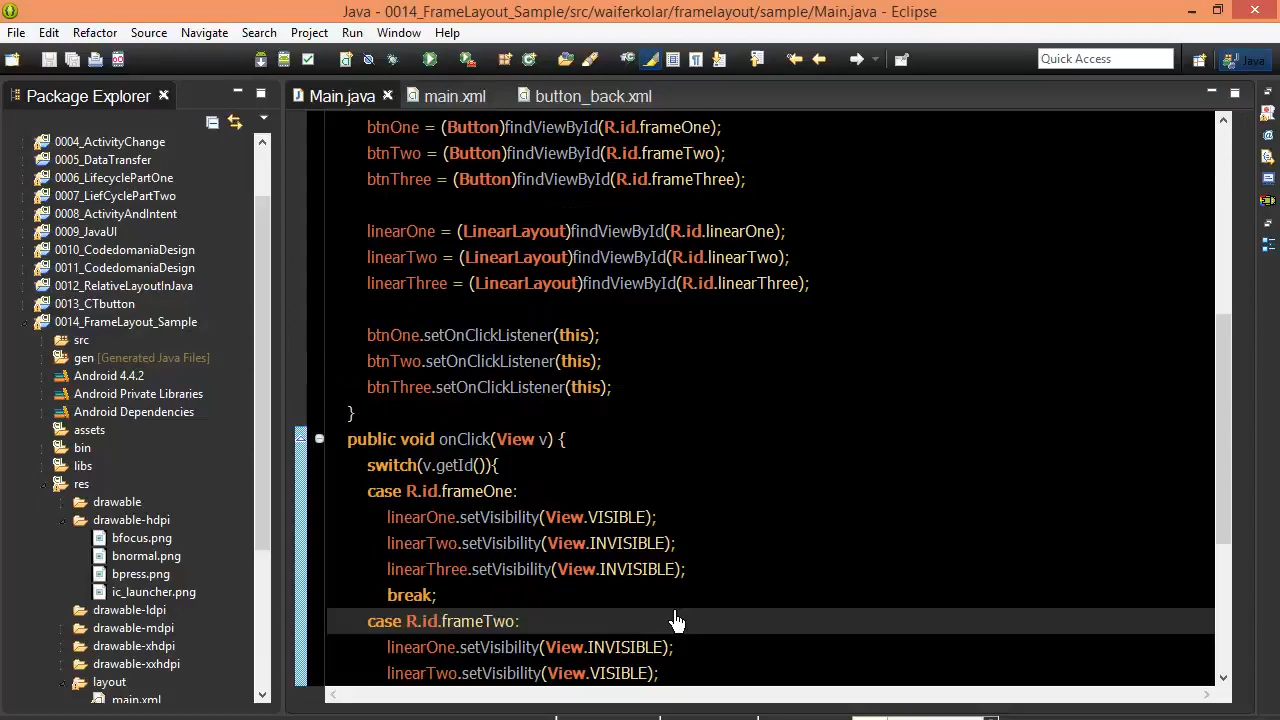 Java - 0014_FrameLayout_Sample/src/waiferkolar/framelayout/sample/Main.java - Eclipse
File Edit Refactor Source Navigate Search Project Run Window Help
Quick Access
Java
Package Explorer
Main.java
main.xml
button_back.xml
0004_ActivityChange
0005_DataTransfer
0006_LifecyclePartOne
0007_LiefCyclePartTwo
0008_ActivityAndIntent
0009_JavaUI
0010_CodedomaniaDesign
0011_CodedomaniaDesign
0012_RelativeLayoutInJava
0013_CTbutton
0014_FrameLayout_Sample
src
gen [Generated Java Files]
Android 4.4.2
Android Private Libraries
Android Dependencies
assets
bin
libs
res
drawable
drawable-hdpi
bfocus.png
bnormal.png
bpress.png
ic_launcher.png
drawable-ldpi
drawable-mdpi
drawable-xhdpi
drawable-xxhdpi
layout
main.xml
btnOne = (Button)findViewById(R.id.frameOne);
btnTwo = (Button)findViewById(R.id.frameTwo);
btnThree = (Button)findViewById(R.id.frameThree);
linearOne = (LinearLayout)findViewById(R.id.linearOne);
linearTwo = (LinearLayout)findViewById(R.id.linearTwo);
linearThree = (LinearLayout)findViewById(R.id.linearThree);
btnOne.setOnClickListener(this);
btnTwo.setOnClickListener(this);
btnThree.setOnClickListener(this);
}
public void onClick(View v) {
switch(v.getId()){
case R.id.frameOne:
linearOne.setVisibility(View.VISIBLE);
linearTwo.setVisibility(View.INVISIBLE);
linearThree.setVisibility(View.INVISIBLE);
break;
case R.id.frameTwo:
linearOne.setVisibility(View.INVISIBLE);
linearTwo.setVisibility(View.VISIBLE);